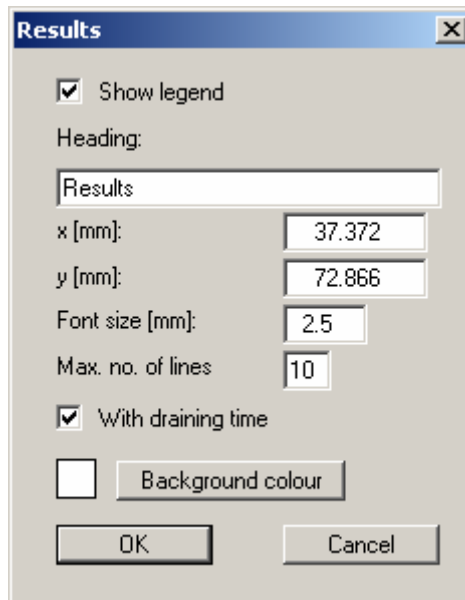 Results
Show legend
Heading:
Results
x [mm]: 37.372
y [mm]: 72.866
Font size [mm]: 2.5
Max. no. of lines 10
With draining time
Background colour
OK Cancel